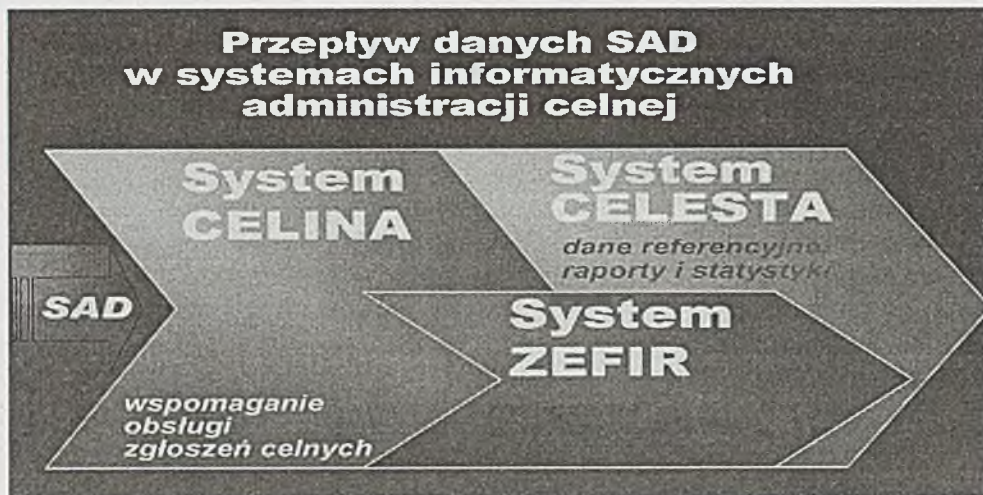 Przepływ danych SAD
w systemach informatycznych
administracji celnej
System
CELINA
System
CELESTA
dane referencyjne
raporty i statystyki
SAD
System
ZEFIR
wspomaganie
obsługi
zgłoszeń celnych